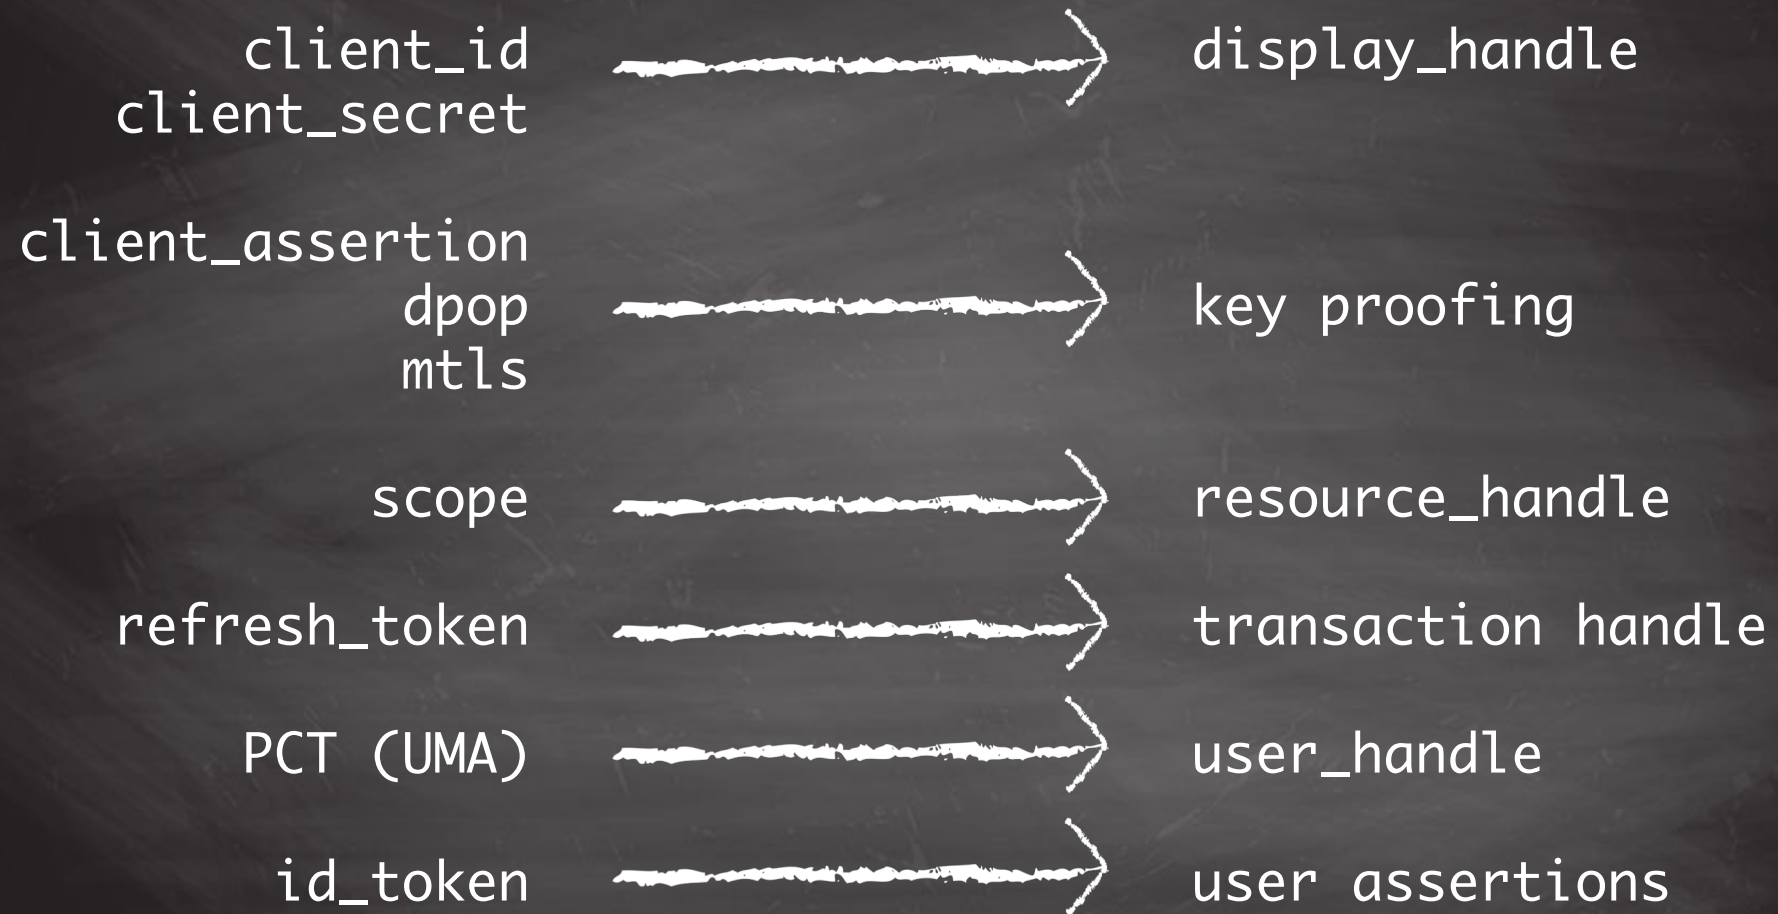 client_id display_handle
client_secret
client_assertion
dpop key proofing
mtls
scope resource_handle
refresh_token transaction handle
PCT (UMA) user_handle
id_token user assertions